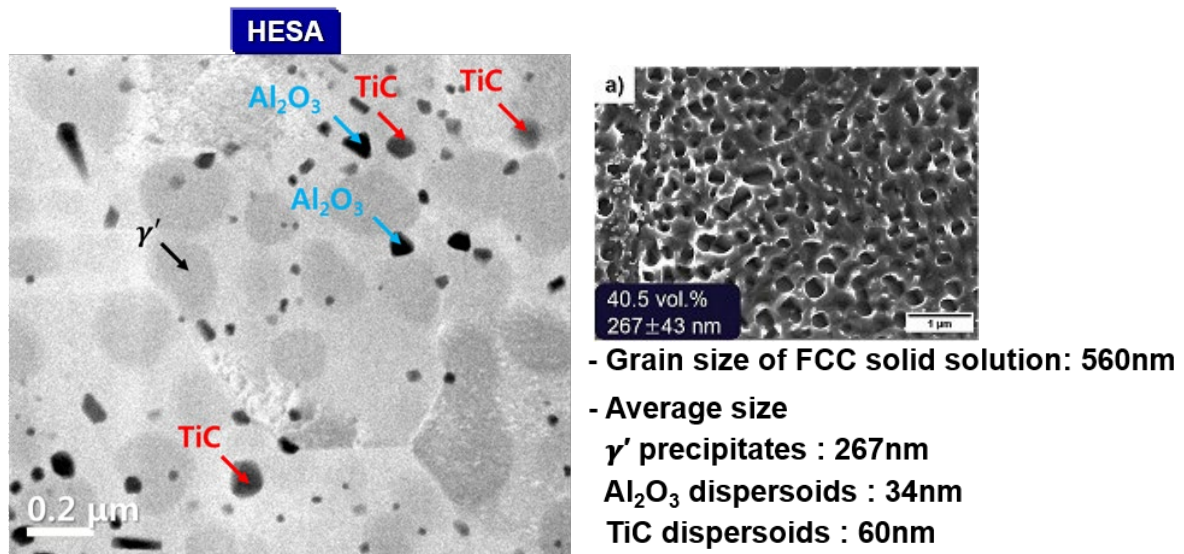 HESA
TiC
TiC
Al₂O₃
Al₂O₃
γ′
TiC
0.2 μm
a)
40.5 vol.%
267±43 nm
1 μm
- Grain size of FCC solid solution: 560nm
- Average size
γ′ precipitates : 267nm
Al₂O₃ dispersoids : 34nm
TiC dispersoids : 60nm